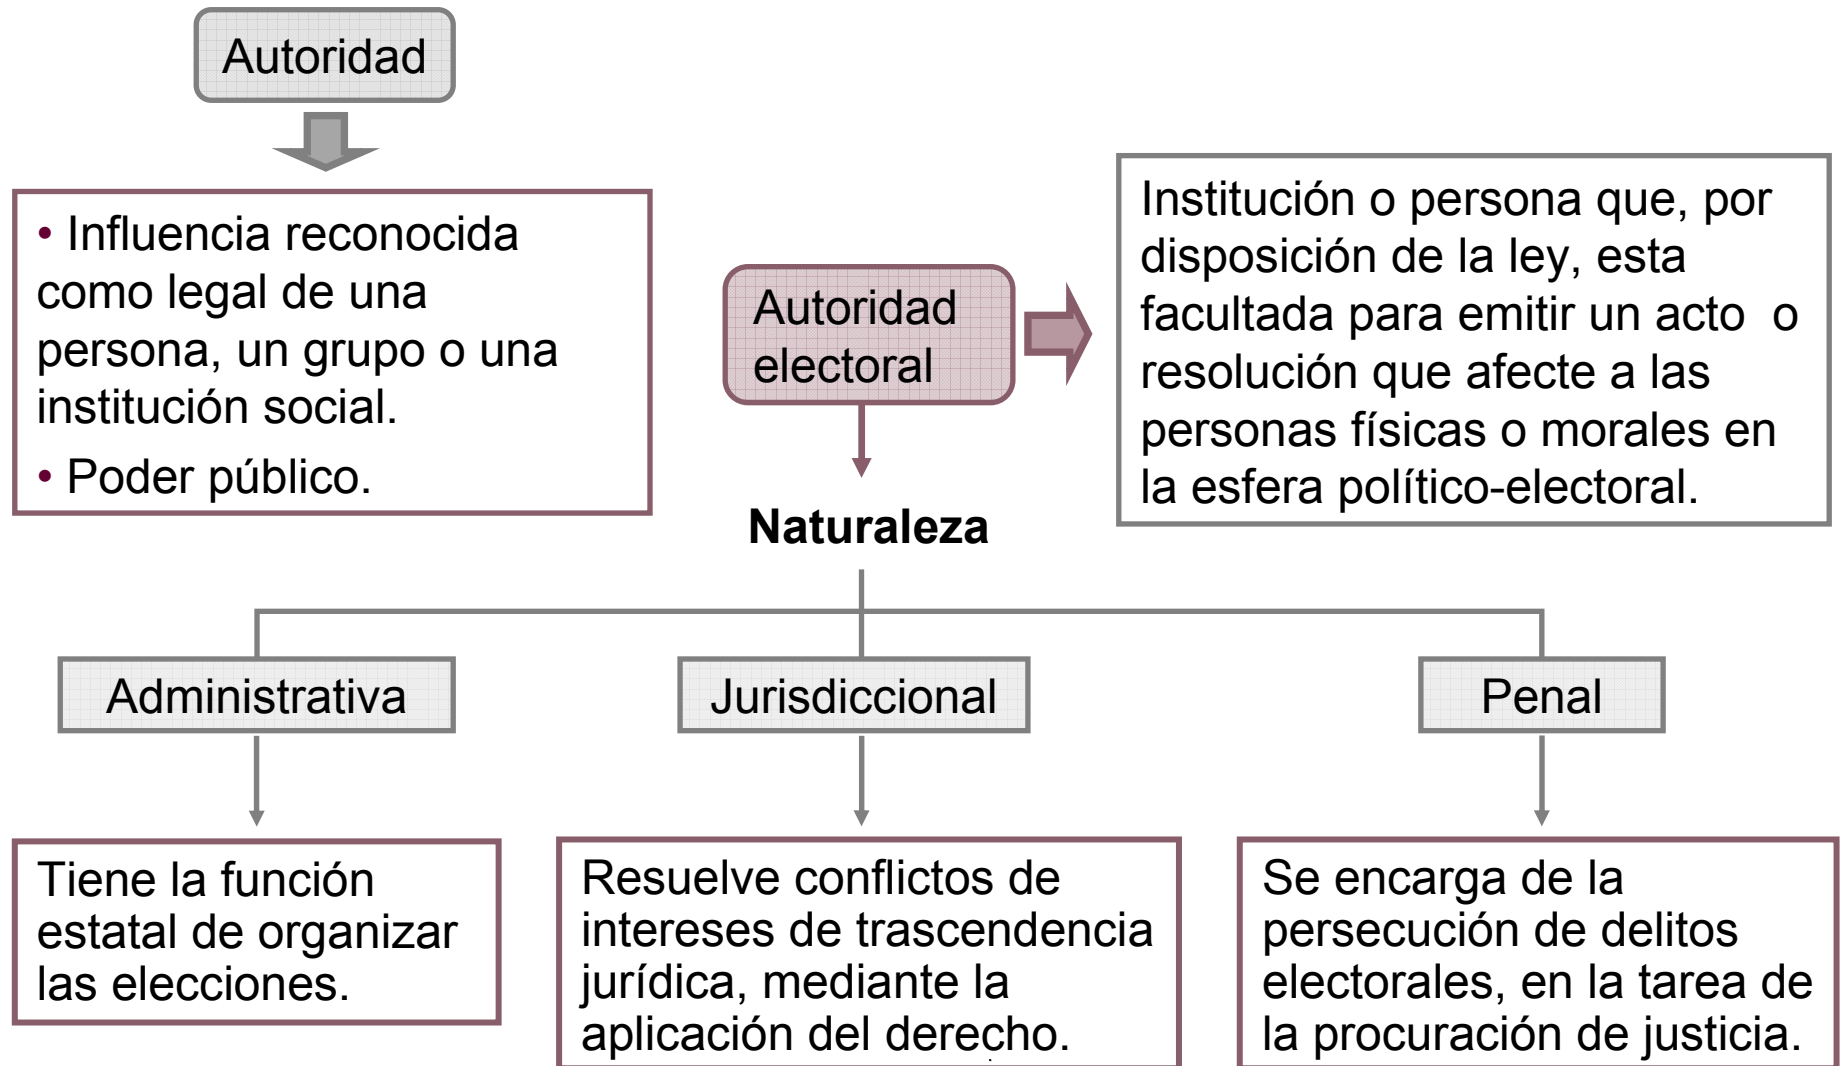 Autoridad
• Influencia reconocida
como legal de una
persona, un grupo o una
institución social.
• Poder público.
Autoridad
electoral
Institución o persona que, por
disposición de la ley, esta
facultada para emitir un acto o
resolución que afecte a las
personas físicas o morales en
la esfera político-electoral.
Naturaleza
Administrativa
Jurisdiccional
Penal
Tiene la función
estatal de organizar
las elecciones.
Resuelve conflictos de
intereses de trascendencia
jurídica, mediante la
aplicación del derecho.
Se encarga de la
persecución de delitos
electorales, en la tarea de
la procuración de justicia.